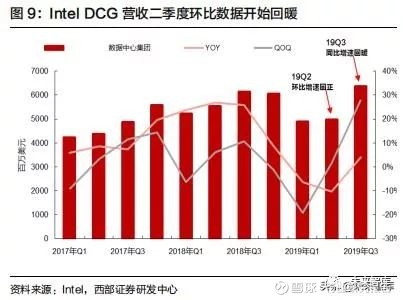 图 9：Intel DCG 营收二季度环比数据开始回暖
数据中心集团 YOY QOQ
19Q3
同比增速回暖
19Q2
环比增速回正
百万美元
7000
6000
5000
4000
3000
2000
1000
0
40%
30%
20%
10%
0%
-10%
-20%
-30%
2017年Q1 2017年Q3 2018年Q1 2018年Q3 2019年Q1 2019年Q3
资料来源：Intel，西部证券研发中心
雪球
头条